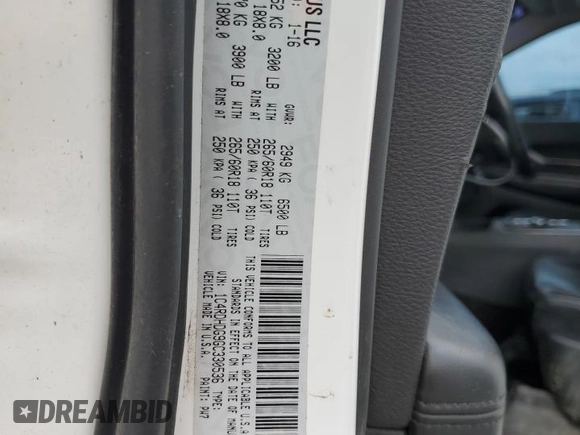 US LLC
1-16
GVWR: 2949 KG 6500 LB
52 KG 3200 LB WITH 265/60R18 110T TIRES
18X8.0 RIMS AT 250 KPA ( 36 PSI) COLD
0 KG 3900 LB WITH 265/60R18 110T TIRES
18X8.0 RIMS AT 250 KPA ( 36 PSI) COLD
THIS VEHICLE CONFORMS TO ALL APPLICABLE U.S.A.
STANDARDS IN EFFECT ON THE DATE OF MANU
VIN: 1C4RDHDG9GC330536
VEHICLE MADE IN U.S.A. PAINT: PW7
DREAMBID